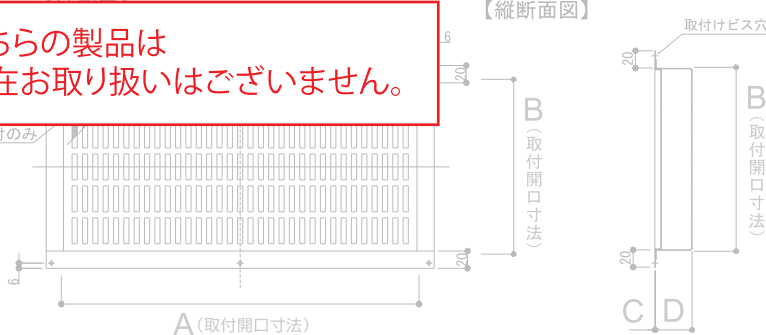 【縦断面図】
ちらの製品は
在お取り扱いはございません。
6
20
付のみ
B(取付開口寸法)
20
6
A(取付開口寸法)
取付けビス穴
20
B(取付開口寸法)
20
C D